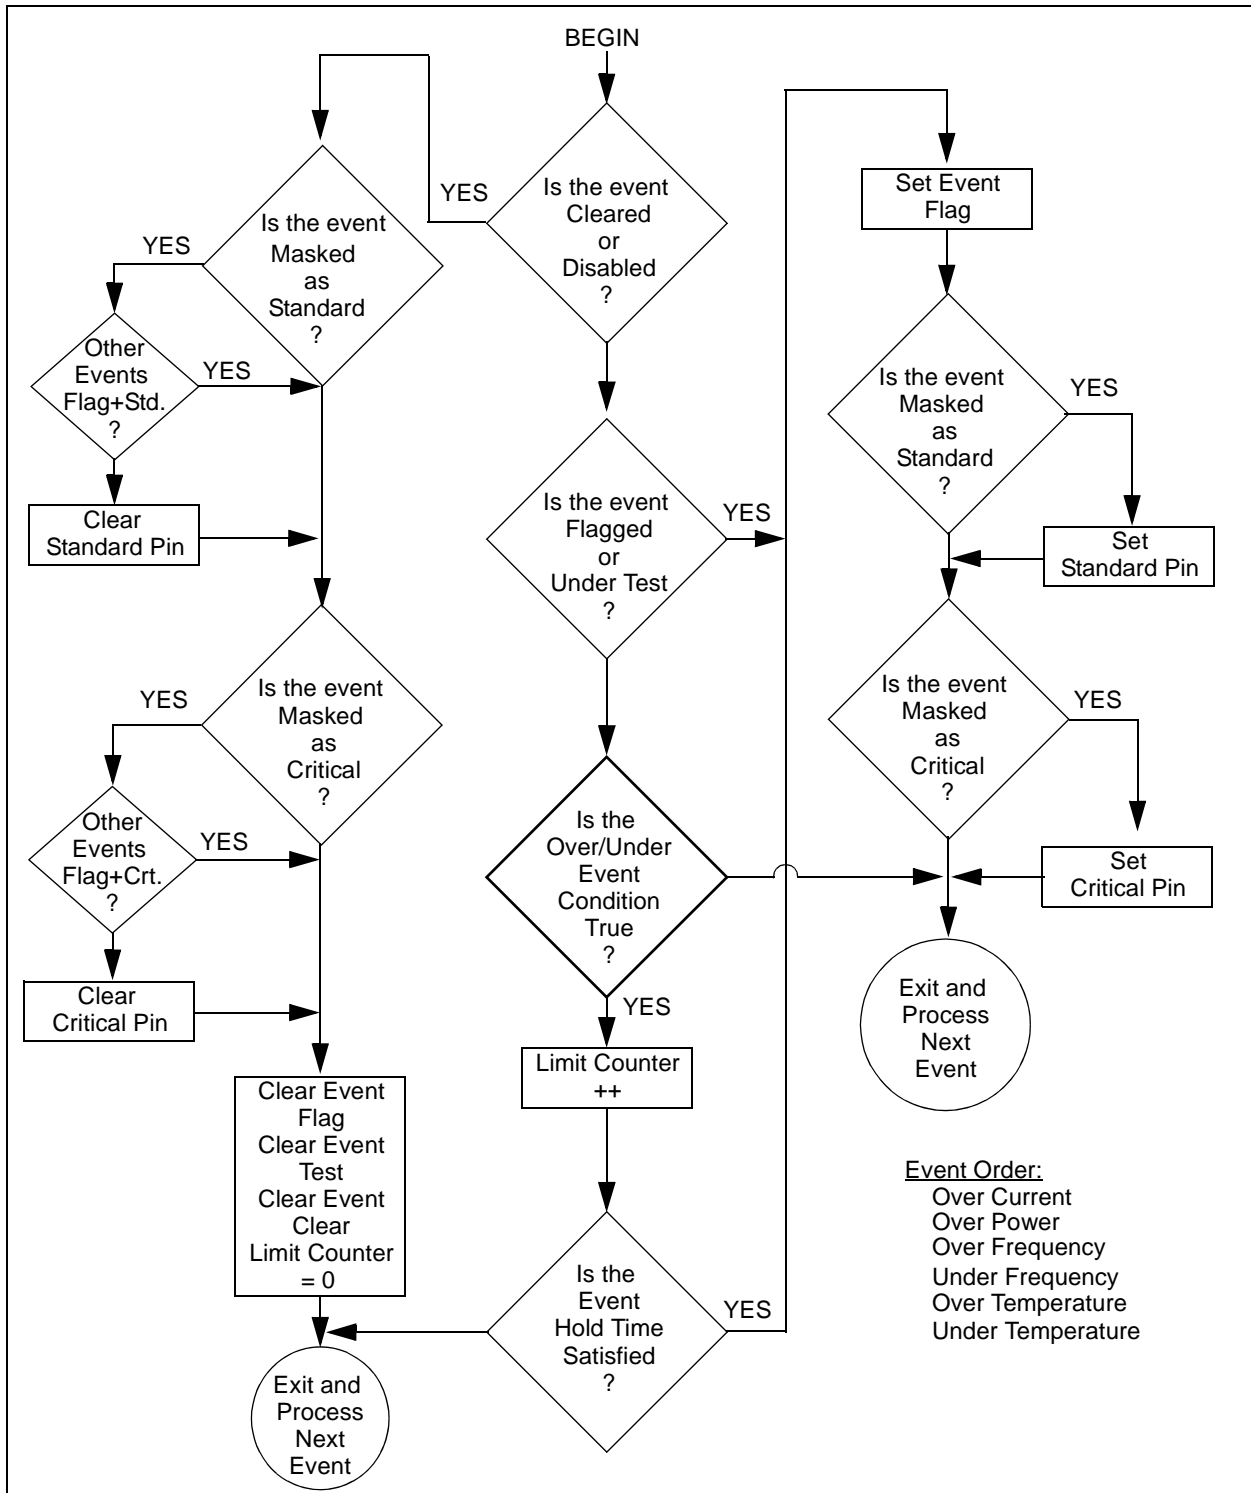 BEGIN
YES
Is the event
Cleared
or
Disabled
?
Is the event
Masked
as
Standard
?
YES
Other
Events
Flag+Std.
?
YES
Clear
Standard Pin
Is the event
Masked
as
Critical
?
YES
Other
Events
Flag+Crt.
?
YES
Clear
Critical Pin
Clear Event
Flag
Clear Event
Test
Clear Event
Clear
Limit Counter
= 0
Exit and
Process
Next
Event
Is the event
Flagged
or
Under Test
?
YES
Is the
Over/Under
Event
Condition
True
?
YES
Limit Counter
++
Is the
Event
Hold Time
Satisfied
?
YES
Set Event
Flag
Is the event
Masked
as
Standard
?
YES
Set
Standard Pin
Is the event
Masked
as
Critical
?
YES
Set
Critical Pin
Exit and
Process
Next
Event
Event Order:
Over Current
Over Power
Over Frequency
Under Frequency
Over Temperature
Under Temperature